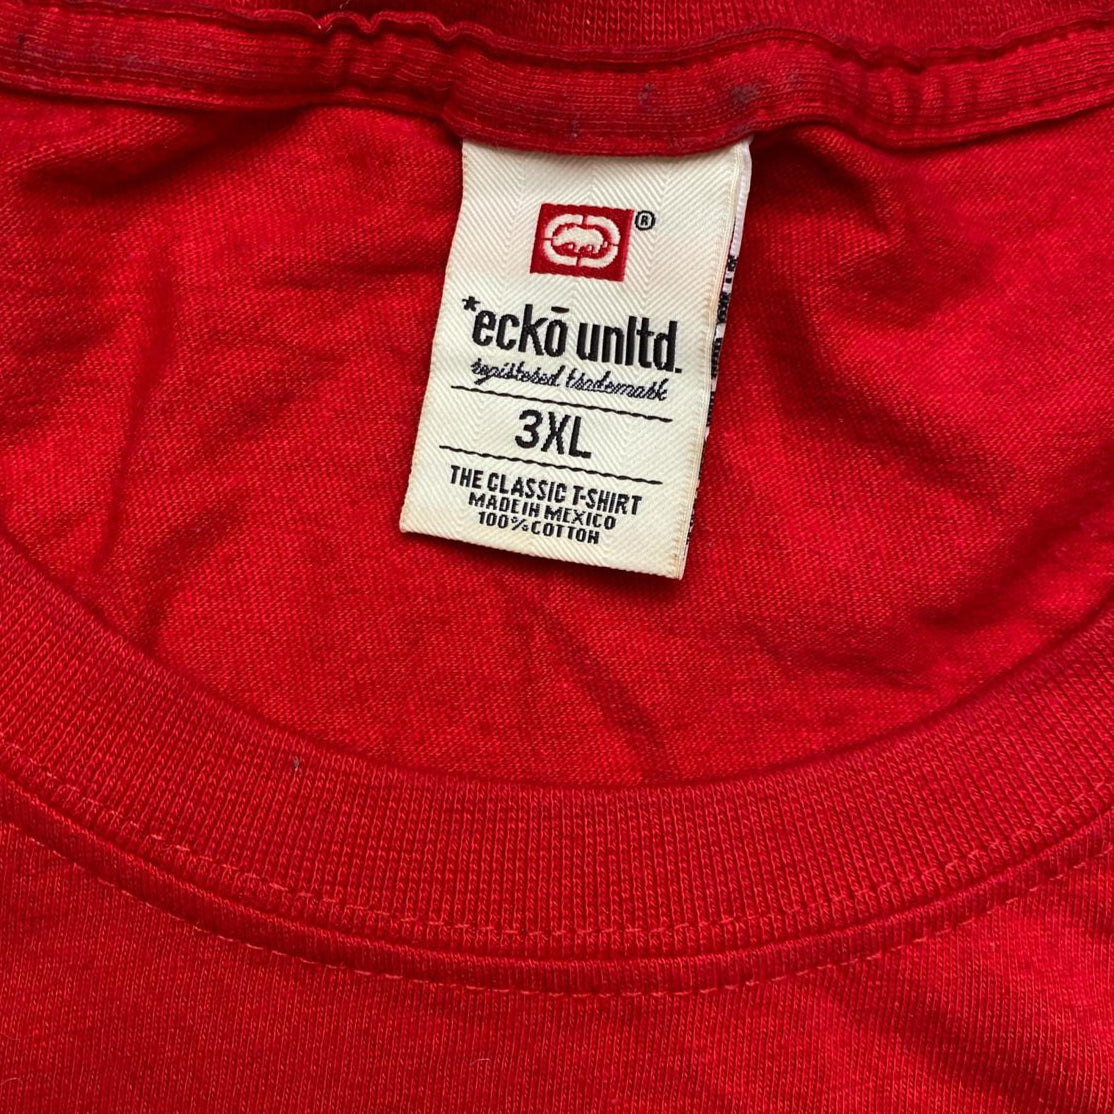 ®
*eckō unltd.
registered trademark
3XL
THE CLASSIC T-SHIRT
MADE IN MEXICO
100% COTTON